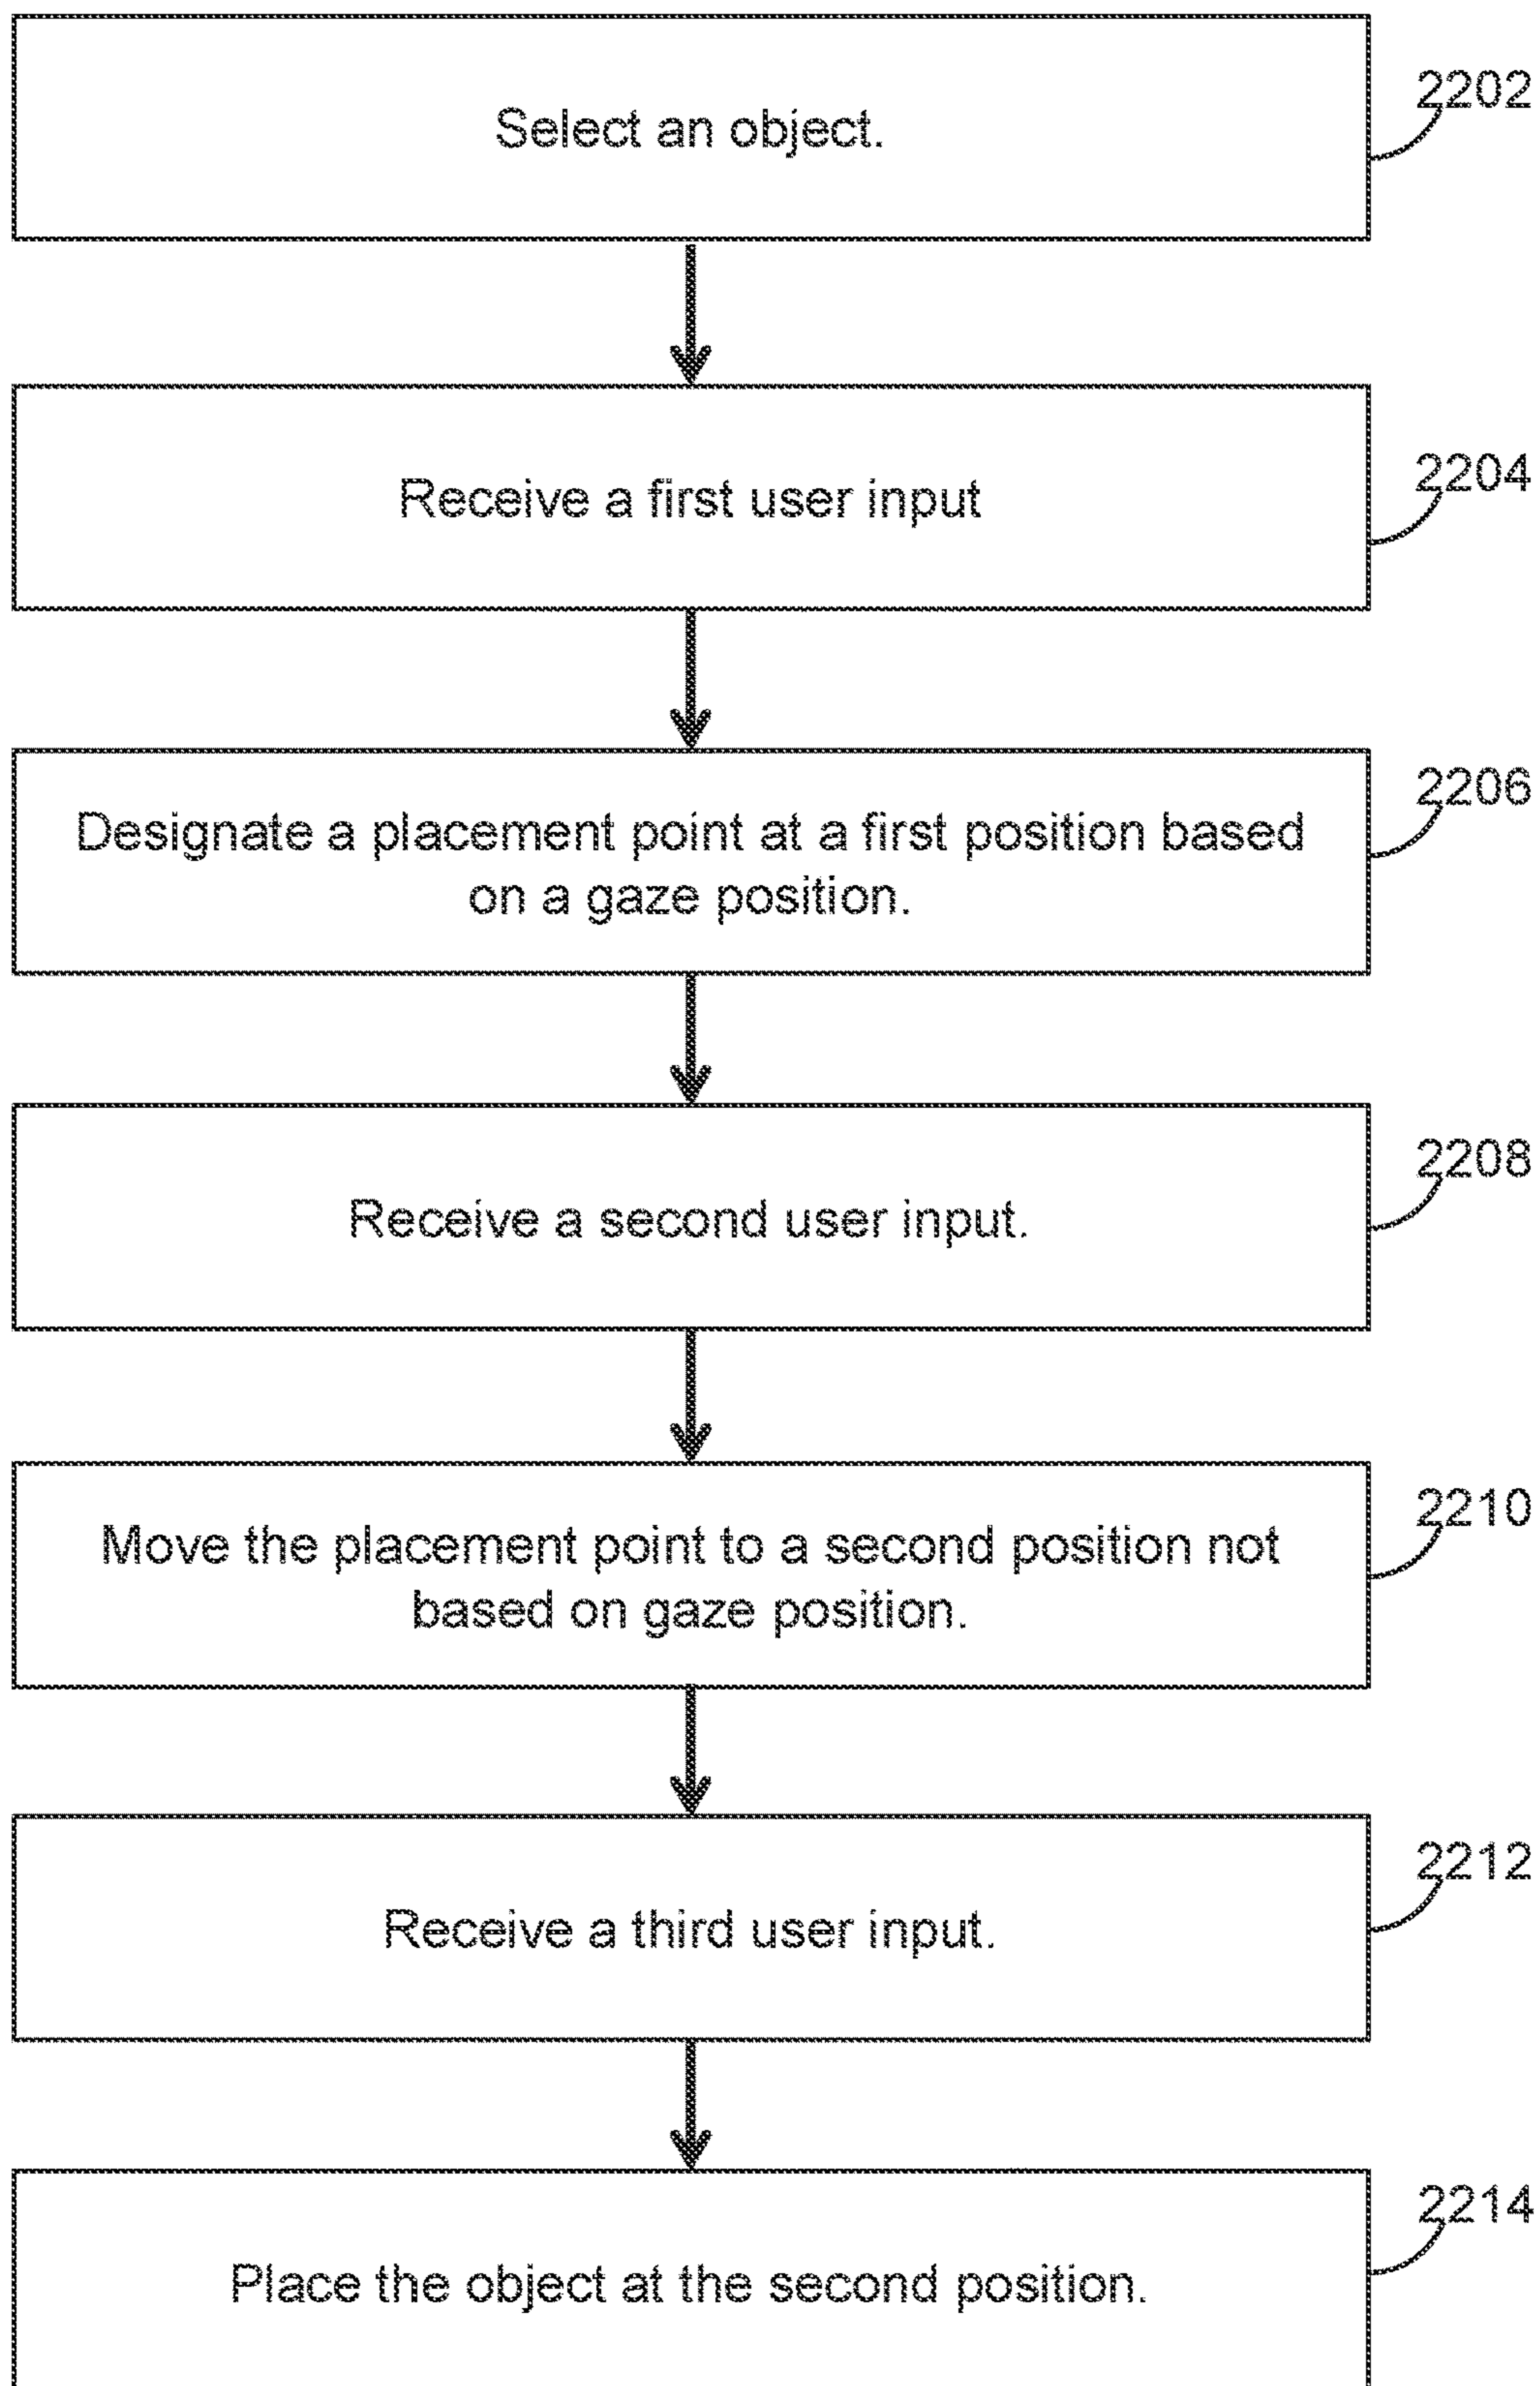 Select an object.
2202
Receive a first user input
2204
Designate a placement point at a first position based
on a gaze position.
2206
Receive a second user input.
2208
Move the placement point to a second position not
based on gaze position.
2210
Receive a third user input.
2212
Place the object at the second position.
2214